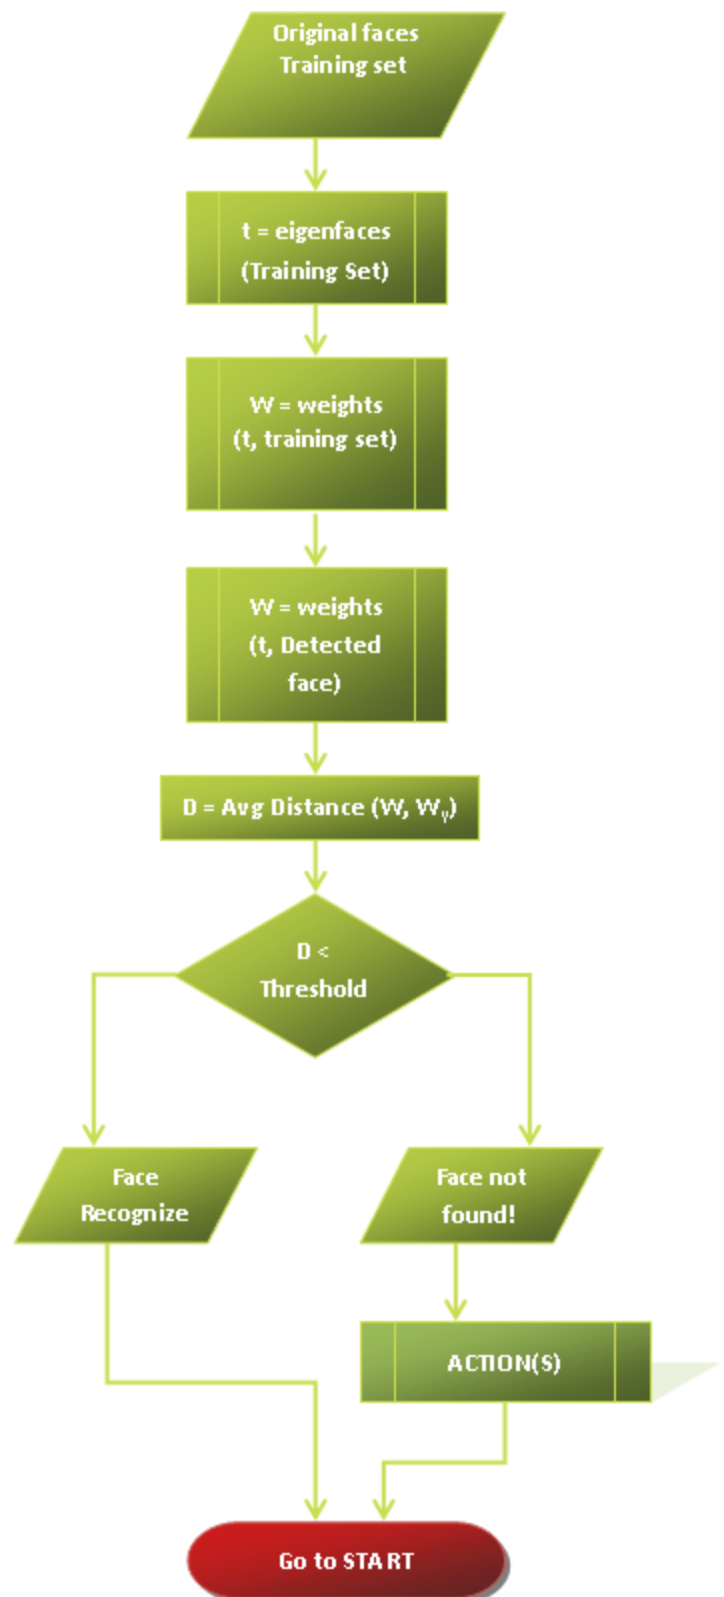 Original faces
Training set
t = eigenfaces
(Training Set)
W = weights
(t, training set)
W = weights
(t, Detected
face)
D = Avg Distance (W, Wᵧ)
D <
Threshold
Face
Recognize
Face not
found!
ACTION(S)
Go to START